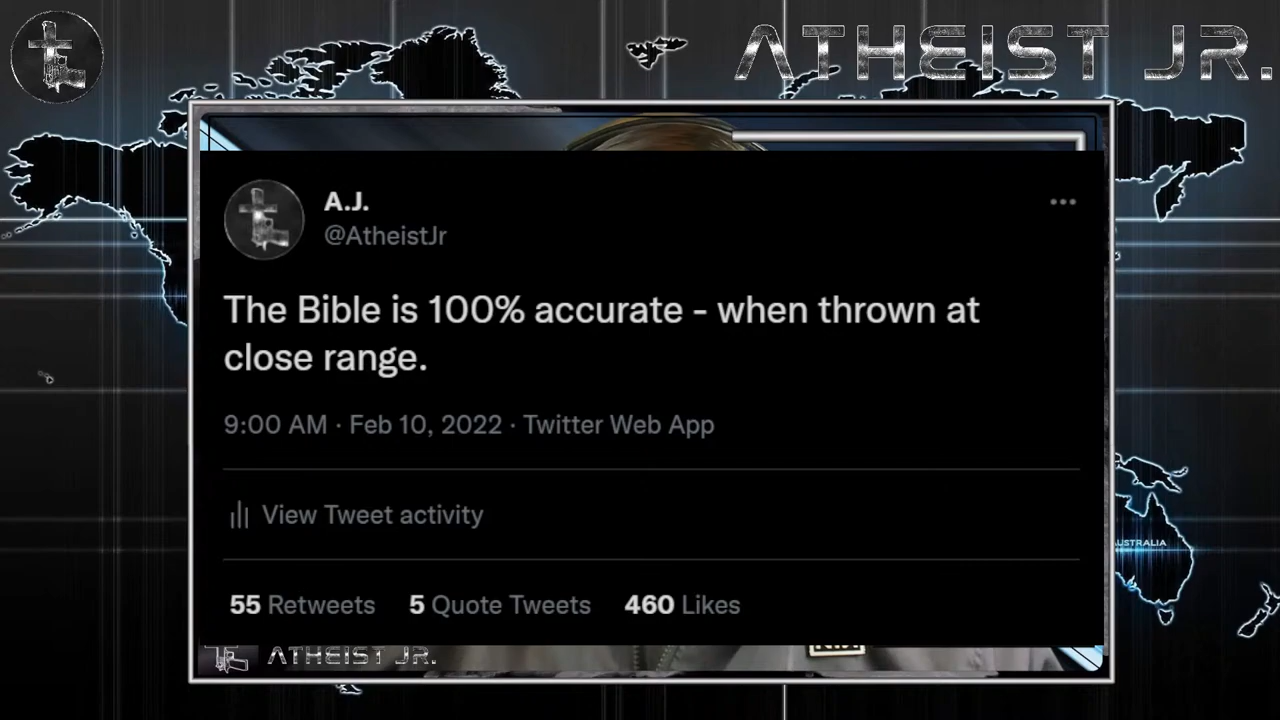 ATHEIST JR.
A.J.
@AtheistJr
The Bible is 100% accurate - when thrown at
close range.
9:00 AM · Feb 10, 2022 · Twitter Web App
View Tweet activity
55 Retweets 5 Quote Tweets 460 Likes
ATHEIST JR.